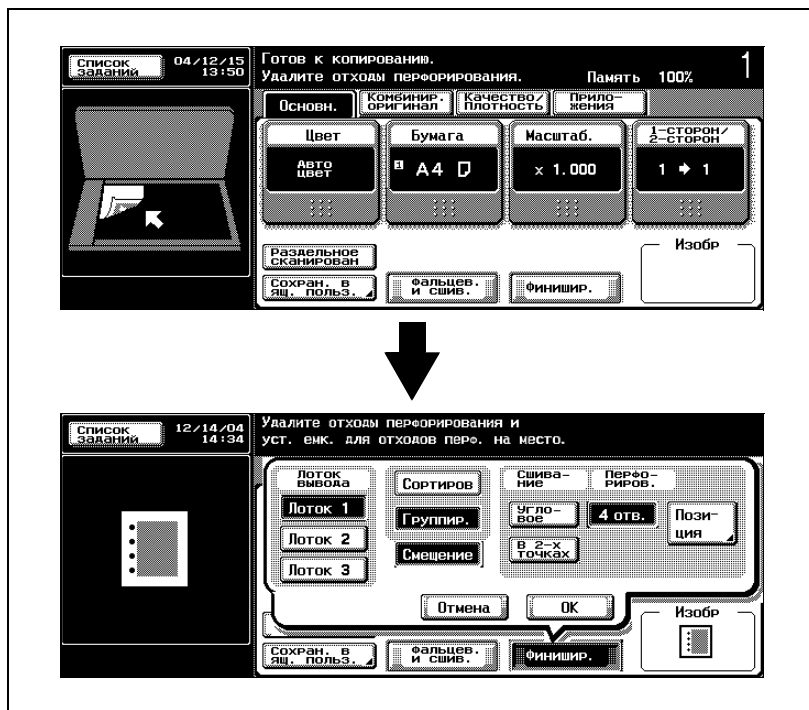 Список
заданий
04/12/15
13:50
Готов к копированию.
Удалите отходы перфорирования.
Память 100%
1
Основн.
Комбинир.
оригинал
Качество/
Плотность
Прило-
жения
Цвет
Бумага
Масштаб.
1-сторон/
2-сторон
Авто
цвет
1 A4
x 1.000
1 → 1
Раздельное
сканирован
Изобр
Сохран. в
ящ. польз.
Фальцев.
и сшив.
Финишир.
Список
заданий
12/14/04
14:34
Удалите отходы перфорирования и
уст. емк. для отходов перф. на место.
Лоток
вывода
Лоток 1
Лоток 2
Лоток 3
Сортиров
Группир.
Смещение
Сшива-
ние
Угло-
вое
В 2-х
точках
Перфо-
риров.
4 отв.
Пози-
ция
Отмена
OK
Изобр
Сохран. в
ящ. польз.
Фальцев.
и сшив.
Финишир.